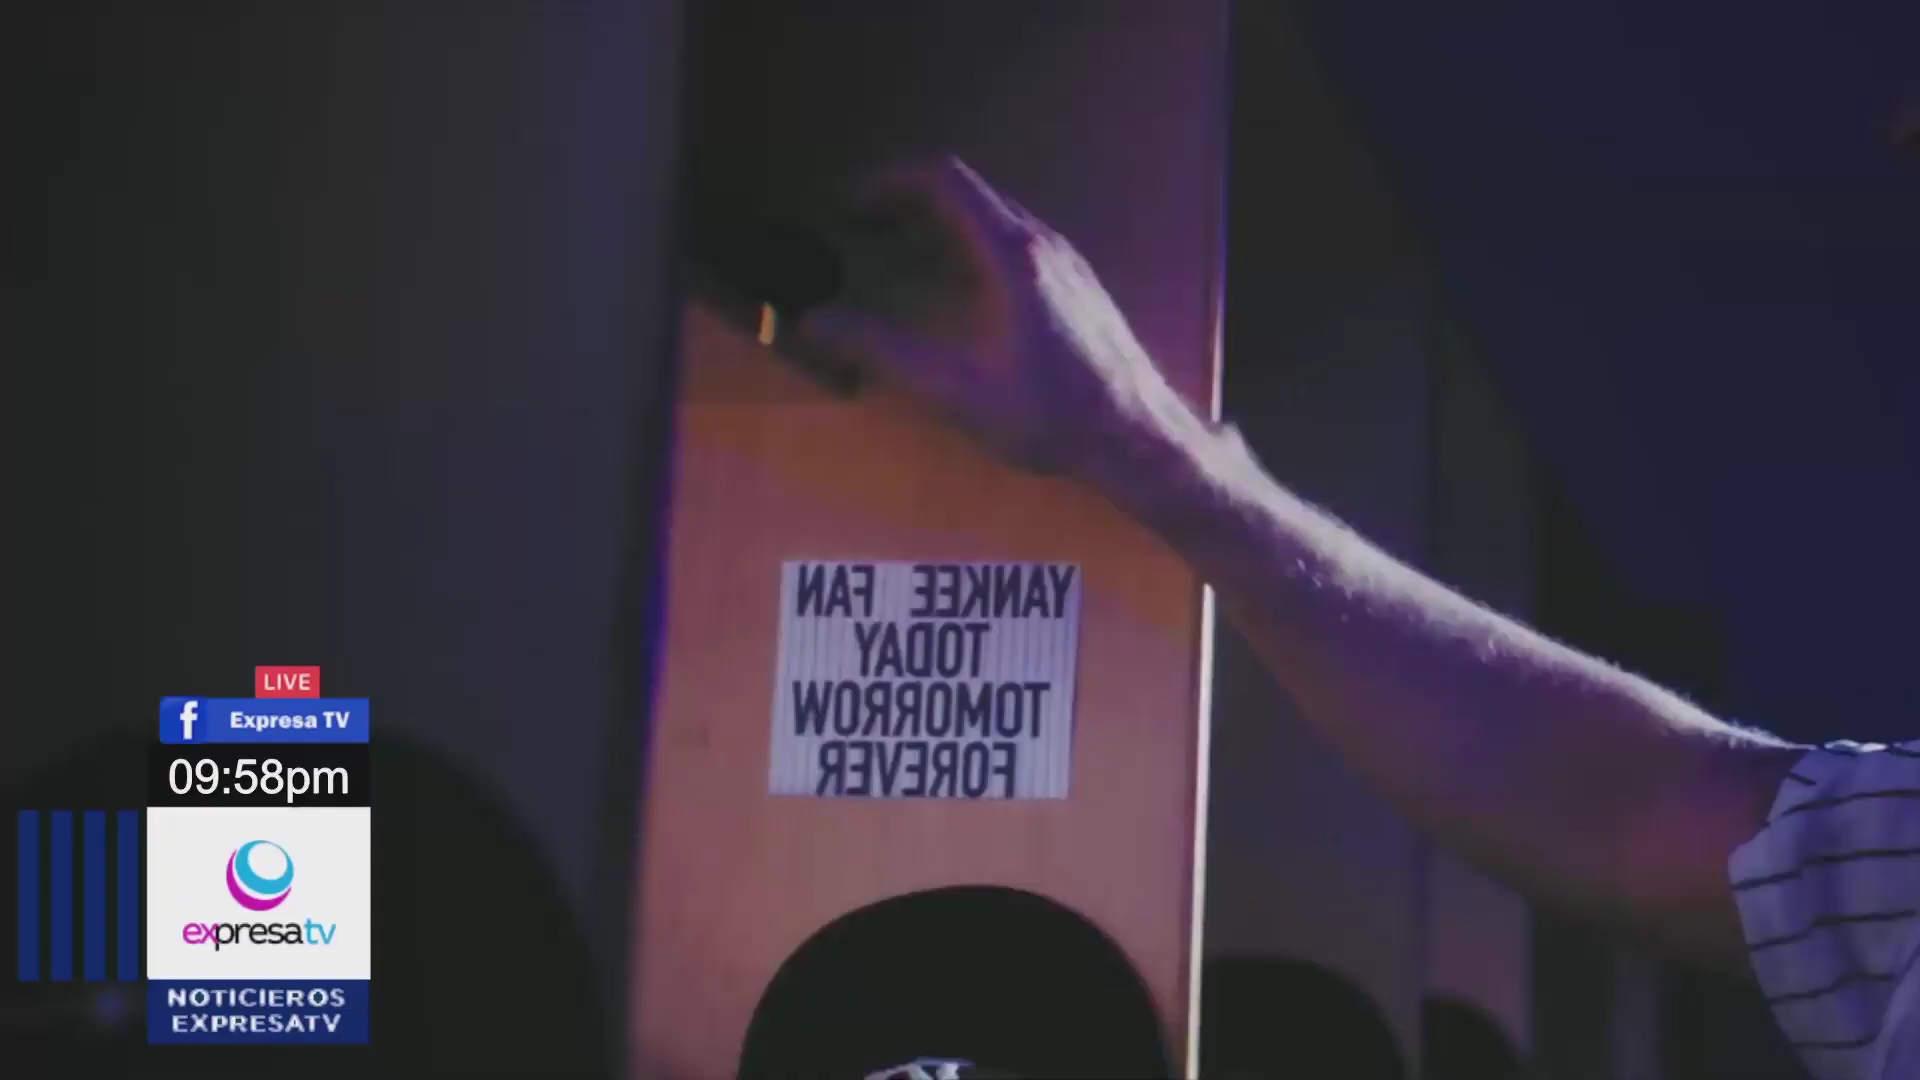 YANKEE FAN
TODAY
TOMORROW
FOREVER
LIVE
f Expresa TV
09:58pm
expresatv
NOTICIEROS
EXPRESATV